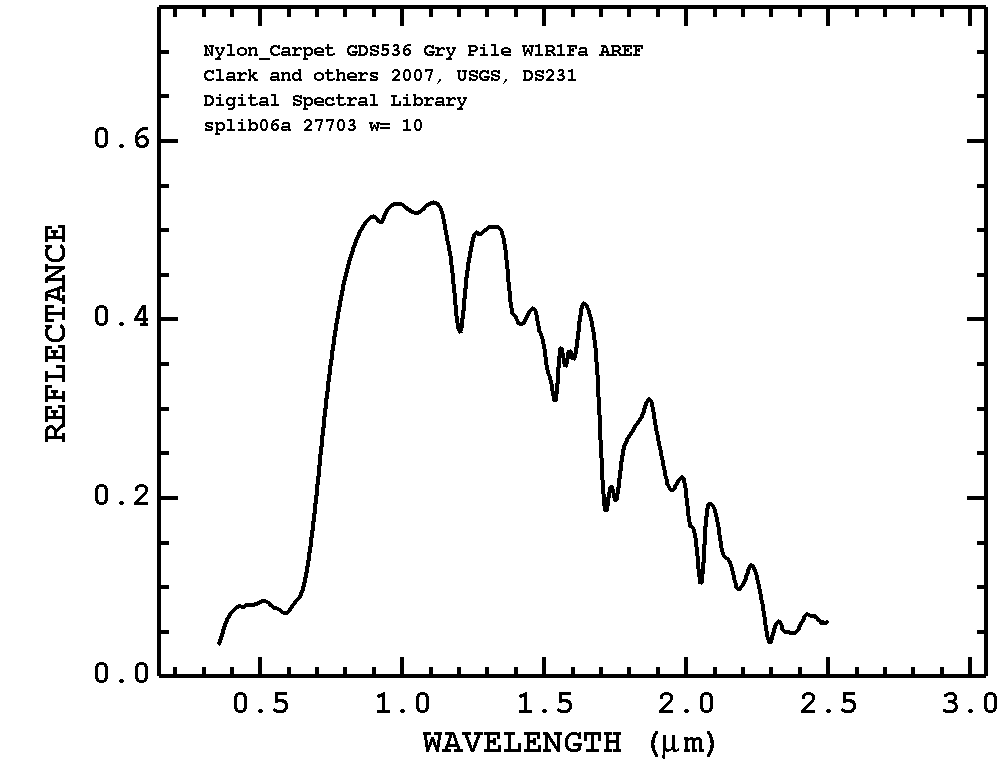 Nylon_Carpet GDS536 Gry Pile W1R1Fa AREF
Clark and others 2007, USGS, DS231
Digital Spectral Library
splib06a 27703 w= 10
0.6
0.4
0.2
0.0
REFLECTANCE
0.5 1.0 1.5 2.0 2.5 3.0
WAVELENGTH (μm)